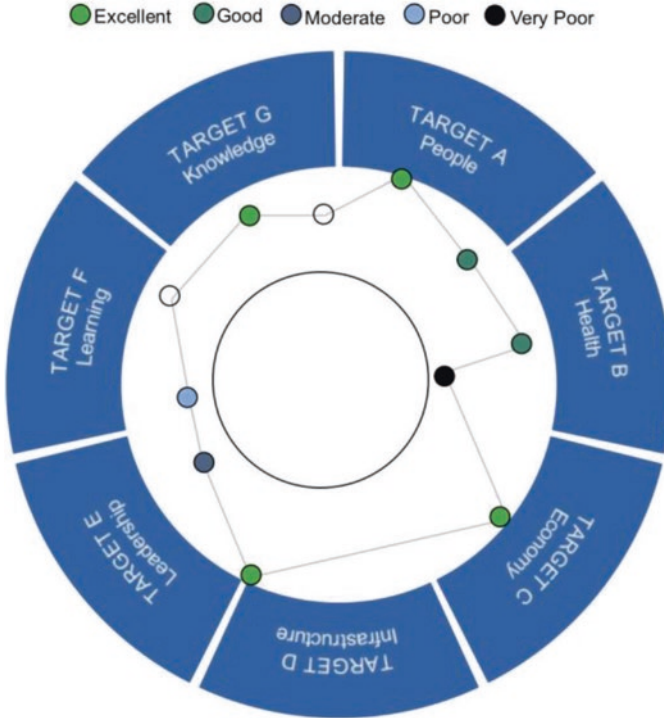 Excellent Good Moderate Poor Very Poor
TARGET A
People
TARGET B
Health
TARGET C
Economy
TARGET D
Infrastructure
TARGET E
Leadership
TARGET F
Learning
TARGET G
Knowledge